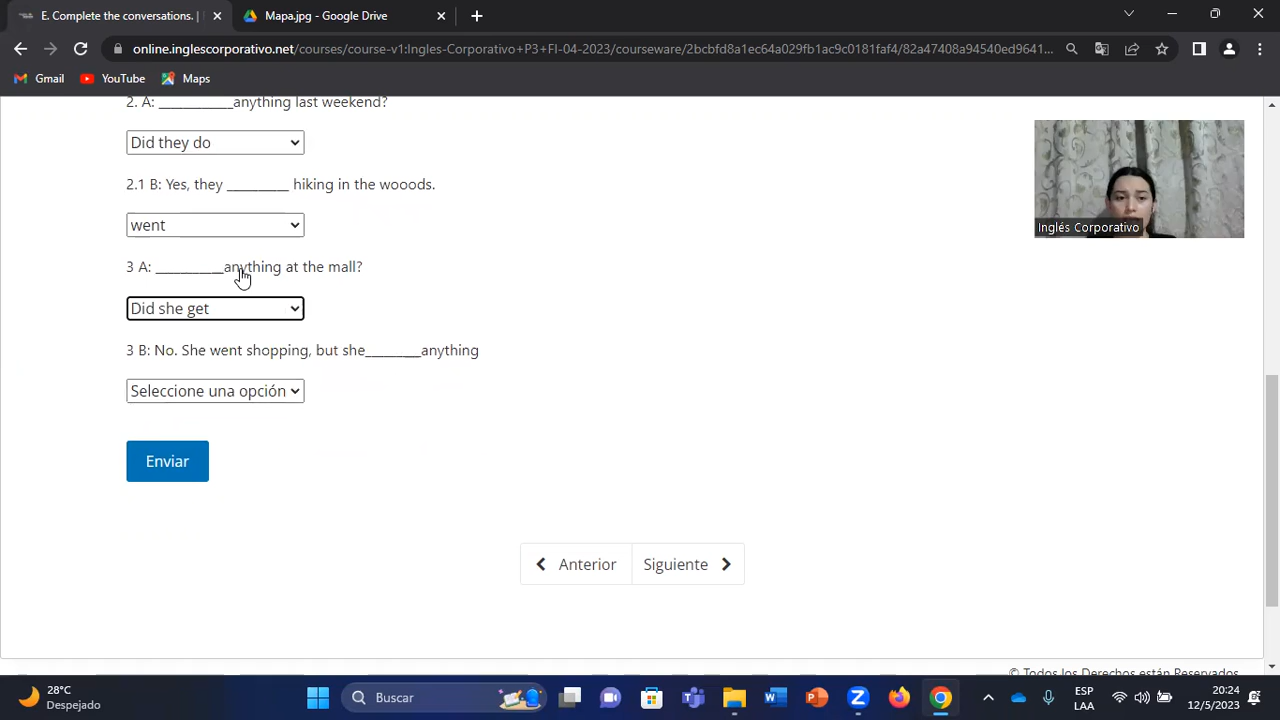 E. Complete the conversations. |
Mapa.jpg - Google Drive
online.inglescorporativo.net/courses/course-v1:Ingles-Corporativo+P3+FI-04-2023/courseware/2bcbfd8a1ec64a029fb1ac9c0181faf4/82a47408a94540ed9641...
Gmail YouTube Maps
2. A: ____________anything last weekend?
Did they do
2.1 B: Yes, they __________ hiking in the wooods.
went
3 A: ___________anything at the mall?
Did she get
3 B: No. She went shopping, but she_________anything
Seleccione una opción
Enviar
Anterior Siguiente
Inglés Corporativo
© Todos los Derechos están Reservados
28°C
Despejado
Buscar
ESP
LAA
20:24
12/5/2023